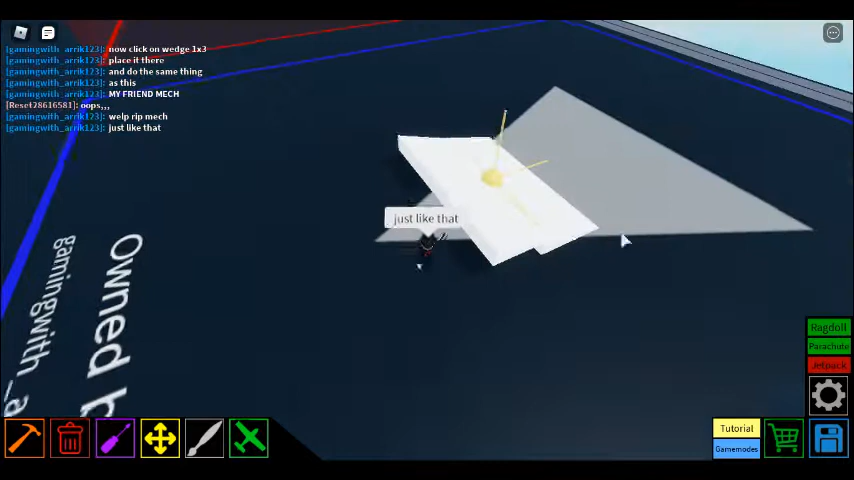 [gamingwith_arrik123]: now click on wedge 1x3
[gamingwith_arrik123]: place it there
[gamingwith_arrik123]: and do the same thing
[gamingwith_arrik123]: as this
[gamingwith_arrik123]: MY FRIEND MECH
[Reset28616581]: oops,,,
[gamingwith_arrik123]: welp rip mech
[gamingwith_arrik123]: just like that
just like that
Owned b
gamingwith_a
Ragdoll
Parachute
Jetpack
Tutorial
Gamemodes